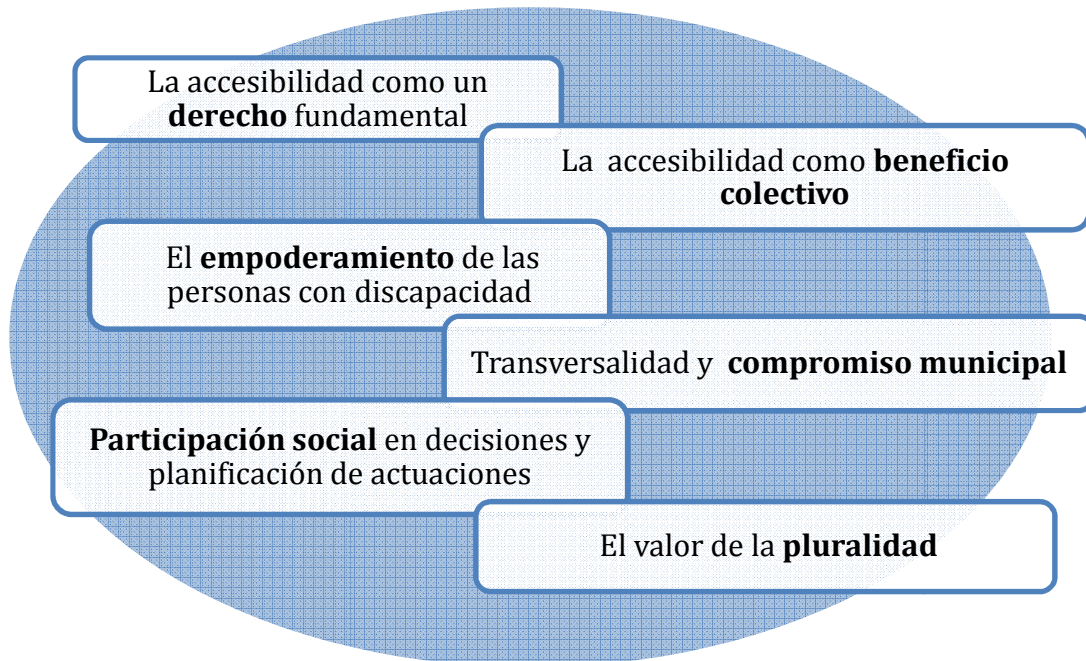 La accesibilidad como un
derecho fundamental
La accesibilidad como beneficio
colectivo
El empoderamiento de las
personas con discapacidad
Transversalidad y compromiso municipal
Participación social en decisiones y
planificación de actuaciones
El valor de la pluralidad